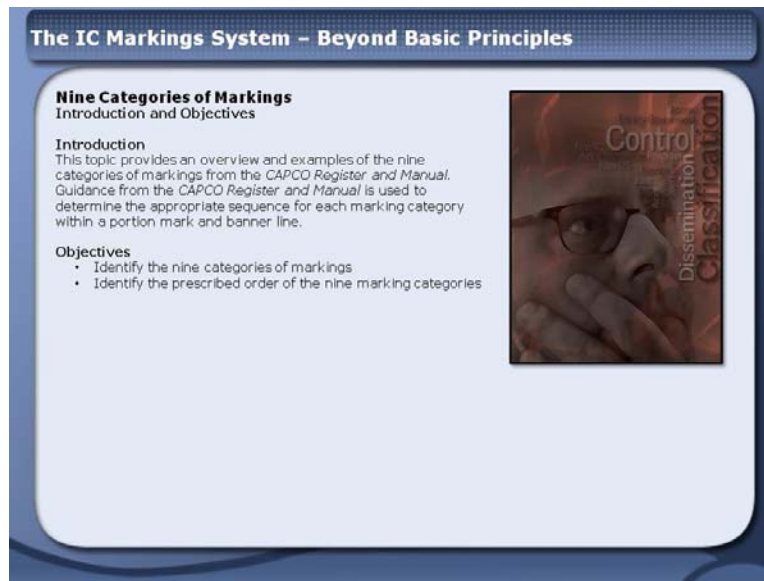 The IC Markings System – Beyond Basic Principles
Nine Categories of Markings
Introduction and Objectives
Introduction
This topic provides an overview and examples of the nine
categories of markings from the CAPCO Register and Manual.
Guidance from the CAPCO Register and Manual is used to
determine the appropriate sequence for each marking category
within a portion mark and banner line.
Objectives
• Identify the nine categories of markings
• Identify the prescribed order of the nine marking categories
Control
Dissemination
Classification